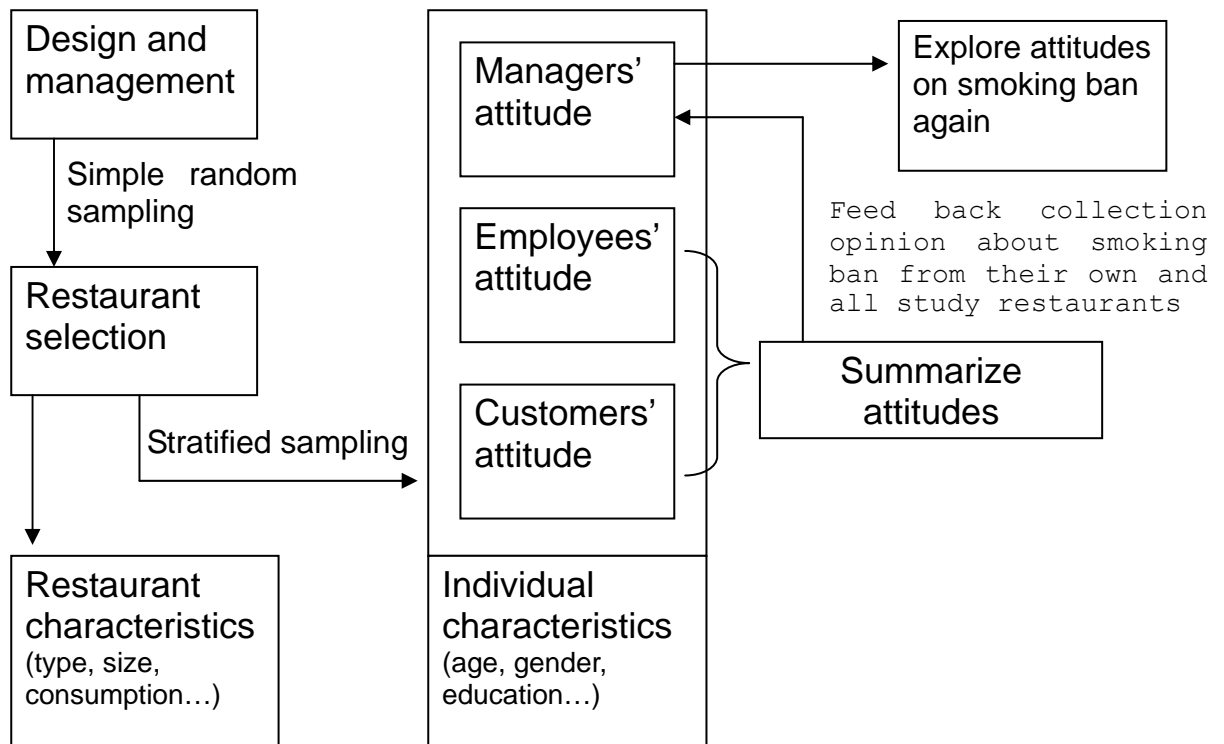 Design and
management
Simple random
sampling
Restaurant
selection
Stratified sampling
Restaurant
characteristics
(type, size,
consumption…)
Managers’
attitude
Employees’
attitude
Customers’
attitude
Individual
characteristics
(age, gender,
education…)
Explore attitudes
on smoking ban
again
Feed back collection
opinion about smoking
ban from their own and
all study restaurants
Summarize
attitudes